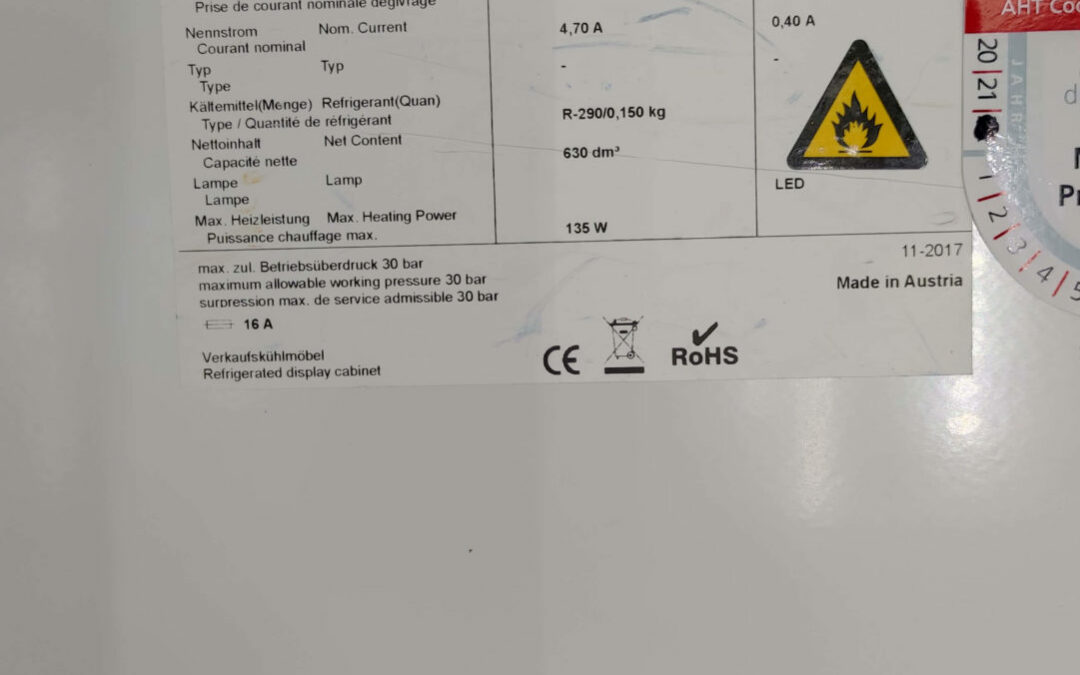 Prise de courant nominale dégivrage
Nennstrom Nom. Current 4,70 A 0,40 A
Courant nominal
Typ Typ - -
Type
Kältemittel(Menge) Refrigerant(Quan) R-290/0,150 kg
Type / Quantité de réfrigérant
Nettoinhalt Net Content 630 dm³
Capacité nette
Lampe Lamp LED
Lampe
Max. Heizleistung Max. Heating Power 135 W
Puissance chauffage max.
11-2017
max. zul. Betriebsüberdruck 30 bar
maximum allowable working pressure 30 bar
surpression max. de service admissible 30 bar
Made in Austria
16 A
Verkaufskühlmöbel
Refrigerated display cabinet
CE
RoHS
AHT
20 21
JAHR
1 2 3 4 5